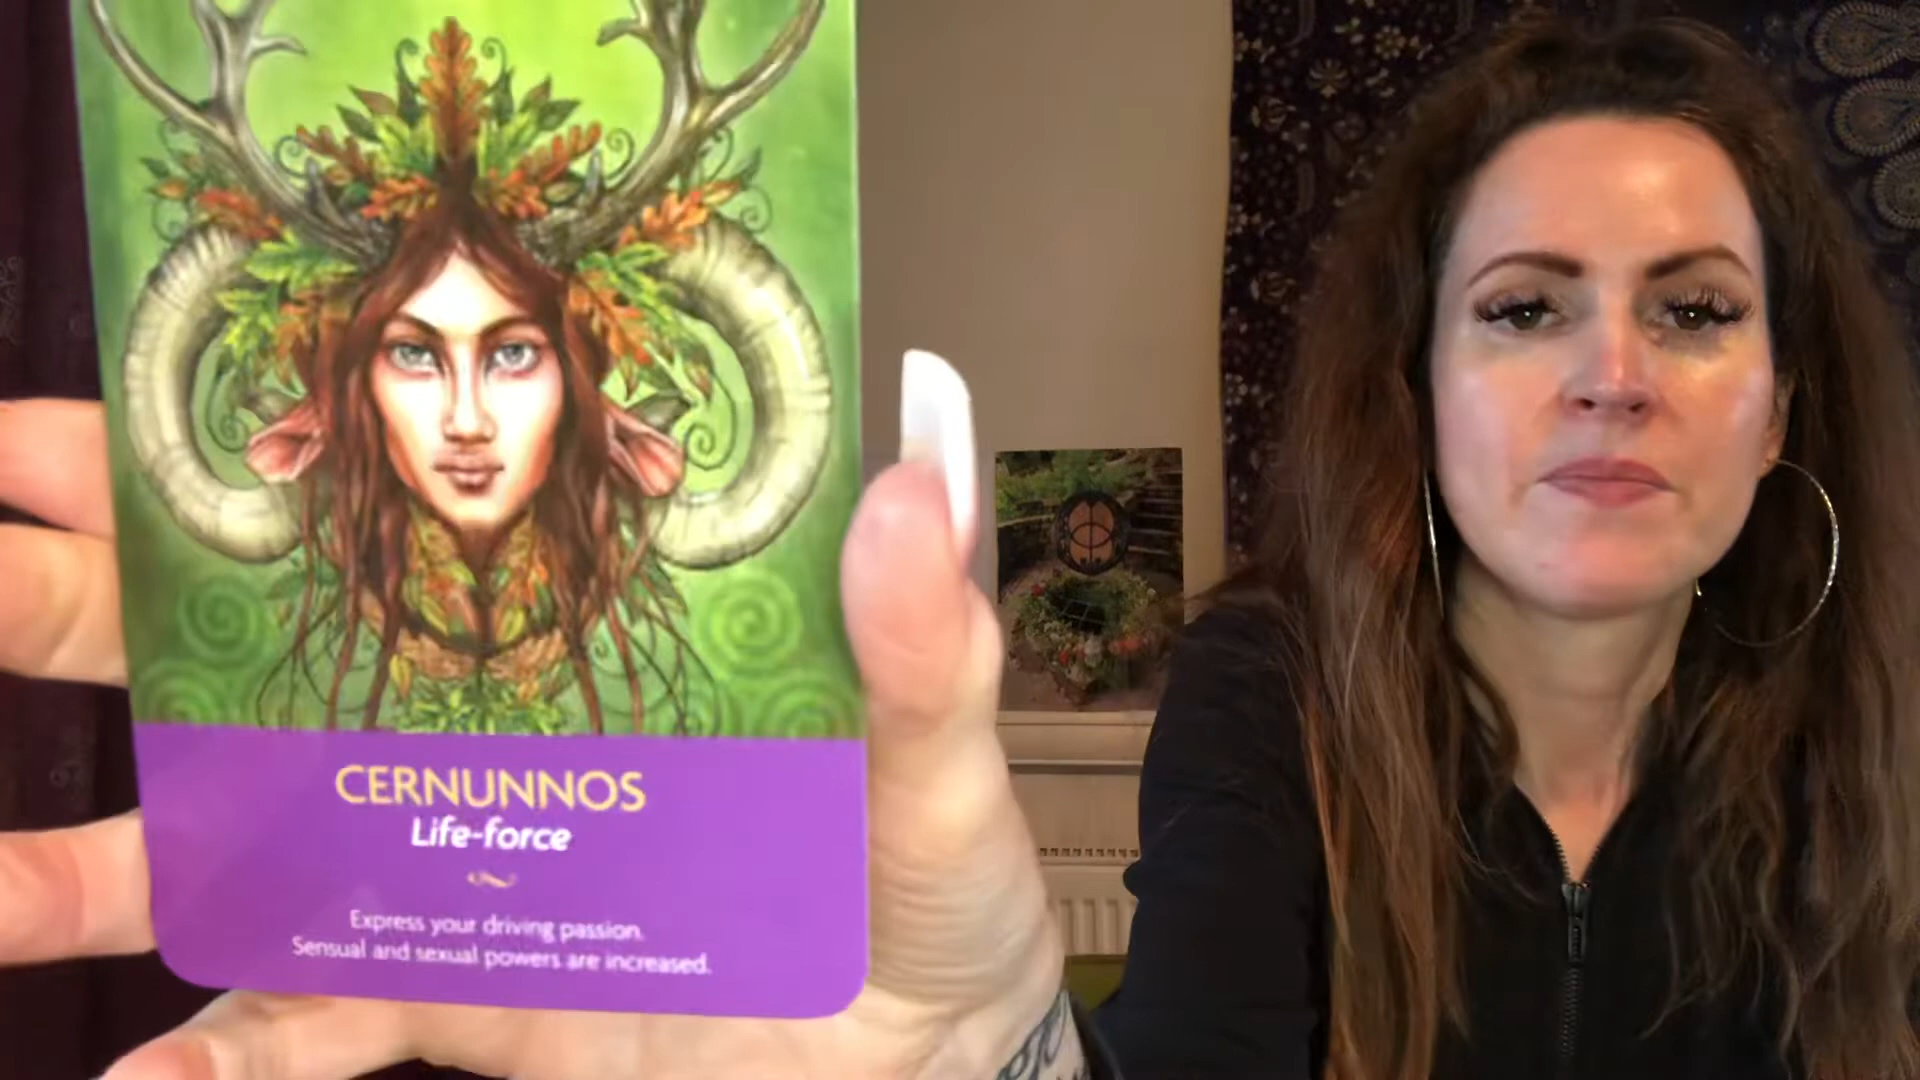 CERNUNNOS
Life-force
Express your driving passion.
Sensual and sexual powers are increased.